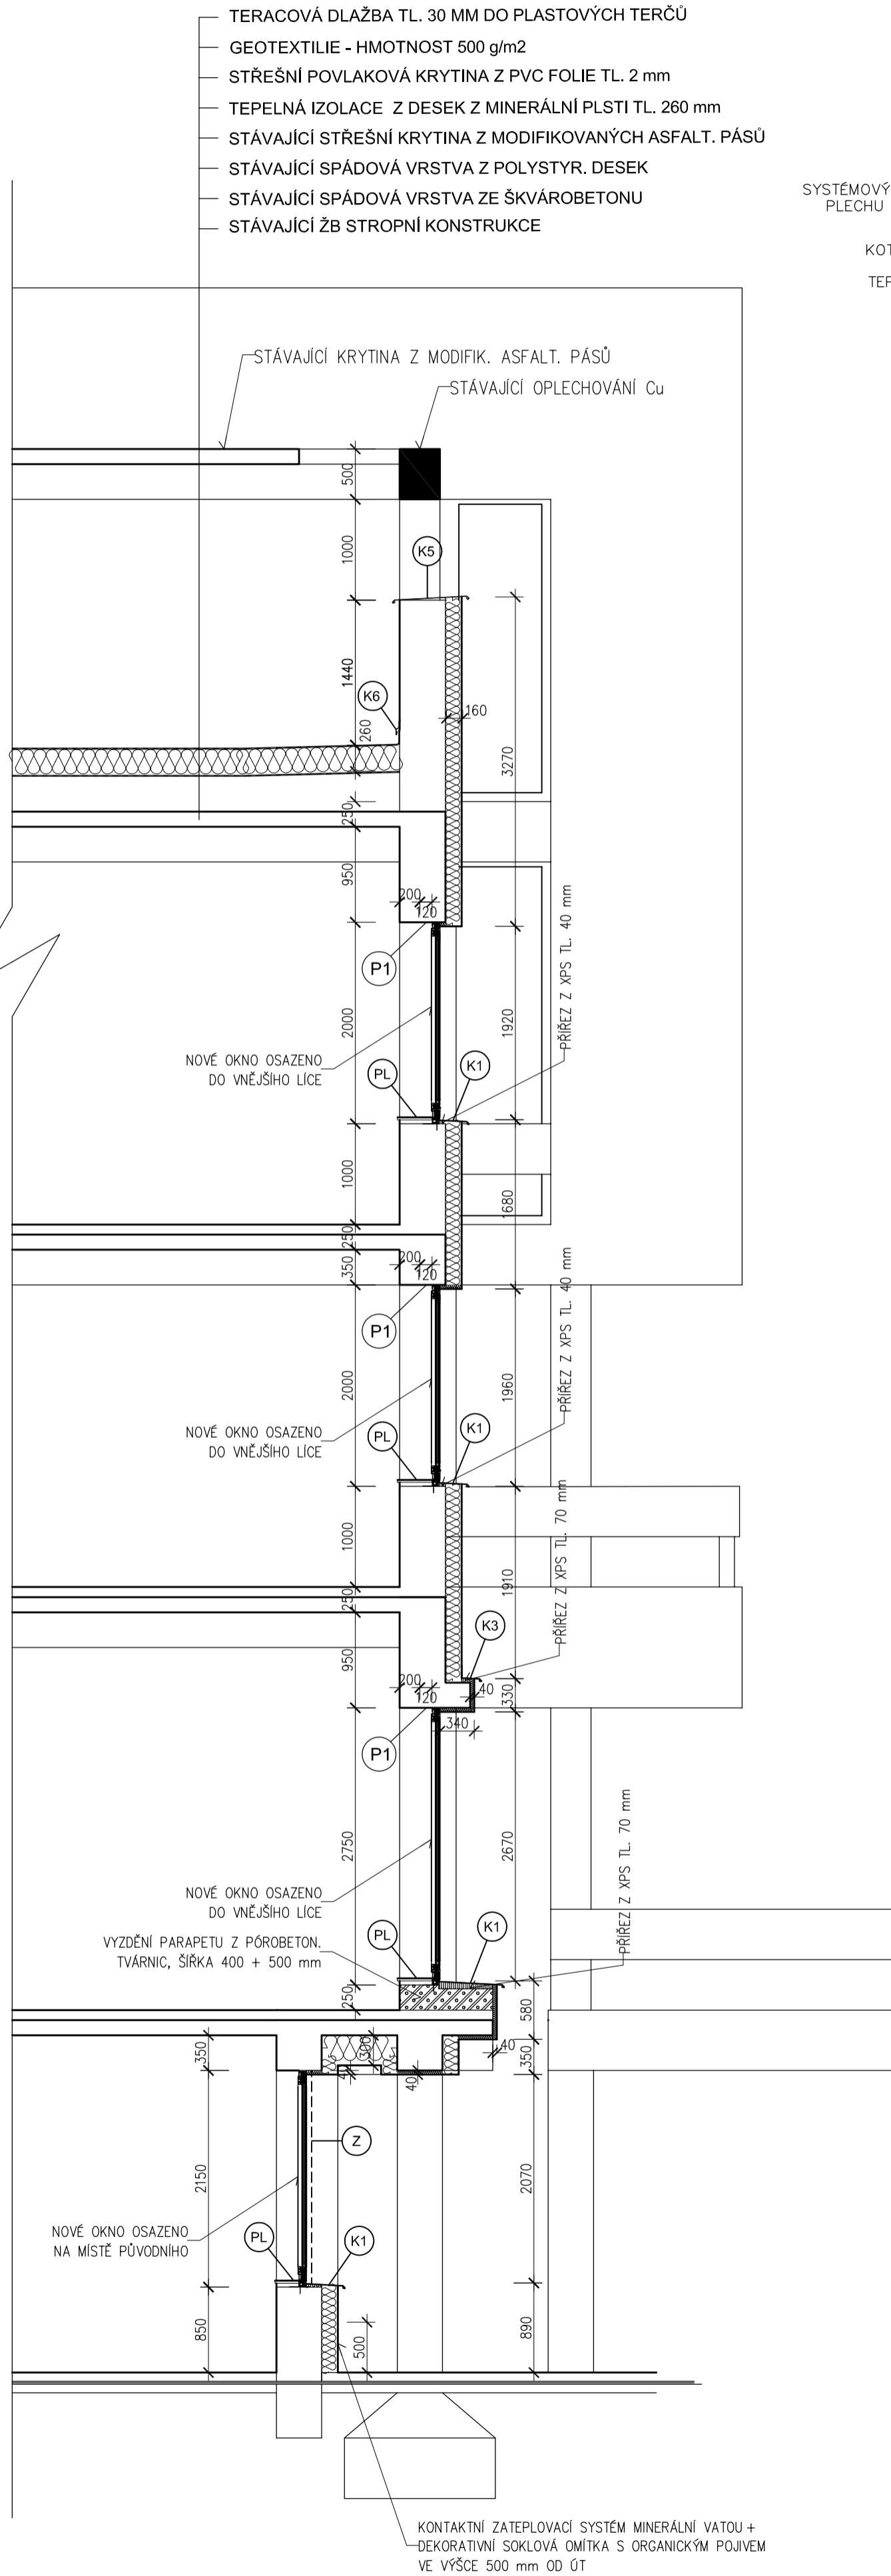 TERACOVÁ DLAŽBA TL. 30 MM DO PLASTOVÝCH TERČŮ
GEOTEXTILIE - HMOTNOST 500 g/m2
STŘEŠNÍ POVLAKOVÁ KRYTINA Z PVC FOLIE TL. 2 mm
TEPELNÁ IZOLACE Z DESEK Z MINERÁLNÍ PLSTI TL. 260 mm
STÁVAJÍCÍ STŘEŠNÍ KRYTINA Z MODIFIKOVANÝCH ASFALT. PÁSŮ
STÁVAJÍCÍ SPÁDOVÁ VRSTVA Z POLYSTYR. DESEK
STÁVAJÍCÍ SPÁDOVÁ VRSTVA ZE ŠKVÁROBETONU
STÁVAJÍCÍ ŽB STROPNÍ KONSTRUKCE
SYSTÉMOVÝ
PLECHU
KOT
TEP
STÁVAJÍCÍ KRYTINA Z MODIFIK. ASFALT. PÁSŮ
STÁVAJÍCÍ OPLECHOVÁNÍ Cu
500
1000
K5
1440
K6
260
160
3270
250
950
200
120
P1
PŘÍŘEZ Z XPS TL. 40 mm
2000
1920
NOVÉ OKNO OSAZENO
DO VNĚJŠÍHO LÍCE
PL
K1
1000
1680
250
350
200
120
P1
PŘÍŘEZ Z XPS TL. 40 mm
2000
1960
NOVÉ OKNO OSAZENO
DO VNĚJŠÍHO LÍCE
PL
K1
1000
1910
PŘÍŘEZ Z XPS TL. 70 mm
250
K3
950
200
120
40
330
340
P1
2750
2670
PŘÍŘEZ Z XPS TL. 70 mm
NOVÉ OKNO OSAZENO
DO VNĚJŠÍHO LÍCE
VYZDĚNÍ PARAPETU Z PÓROBETON.
TVÁRNIC, ŠÍŘKA 400 + 500 mm
PL
K1
250
580
350
300
40
350
40
40
Z
2150
2070
NOVÉ OKNO OSAZENO
NA MÍSTĚ PŮVODNÍHO
PL
K1
850
500
890
KONTAKTNÍ ZATEPLOVACÍ SYSTÉM MINERÁLNÍ VATOU +
DEKORATIVNÍ SOKLOVÁ OMÍTKA S ORGANICKÝM POJIVEM
VE VÝŠCE 500 mm OD ÚT